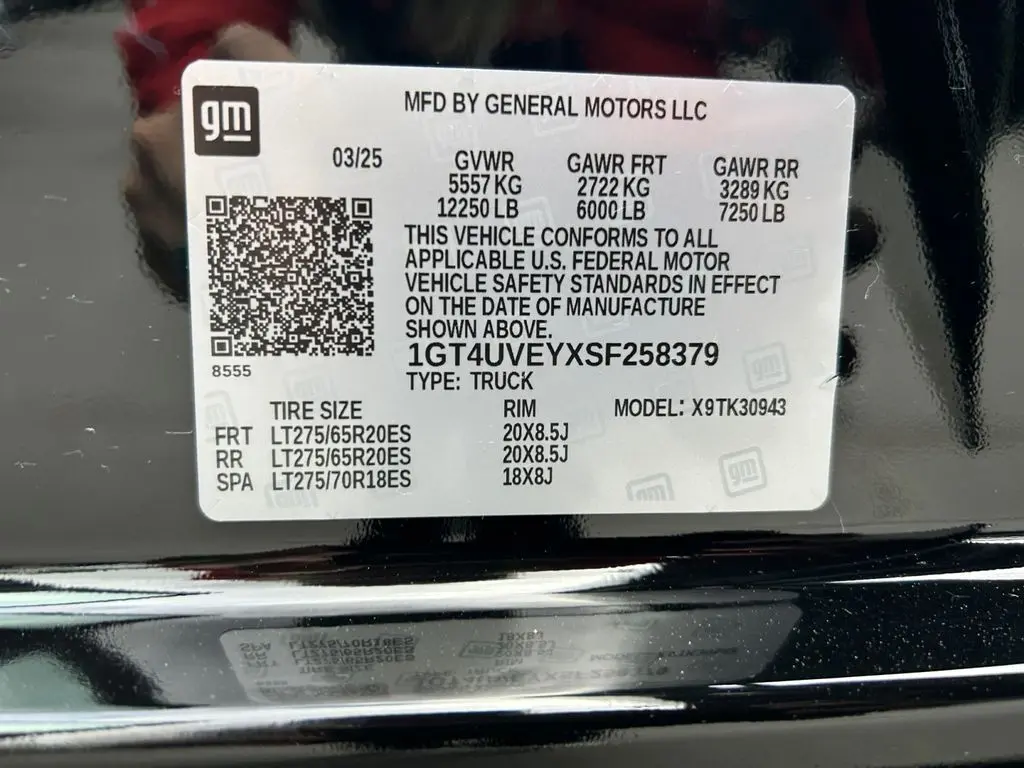 gm
MFD BY GENERAL MOTORS LLC
03/25 GVWR GAWR FRT GAWR RR
5557 KG 2722 KG 3289 KG
12250 LB 6000 LB 7250 LB
THIS VEHICLE CONFORMS TO ALL
APPLICABLE U.S. FEDERAL MOTOR
VEHICLE SAFETY STANDARDS IN EFFECT
ON THE DATE OF MANUFACTURE
SHOWN ABOVE.
8555
1GT4UVEYXSF258379
TYPE: TRUCK
TIRE SIZE RIM MODEL: X9TK30943
FRT LT275/65R20ES 20X8.5J
RR LT275/65R20ES 20X8.5J
SPA LT275/70R18ES 18X8J
gm
gm